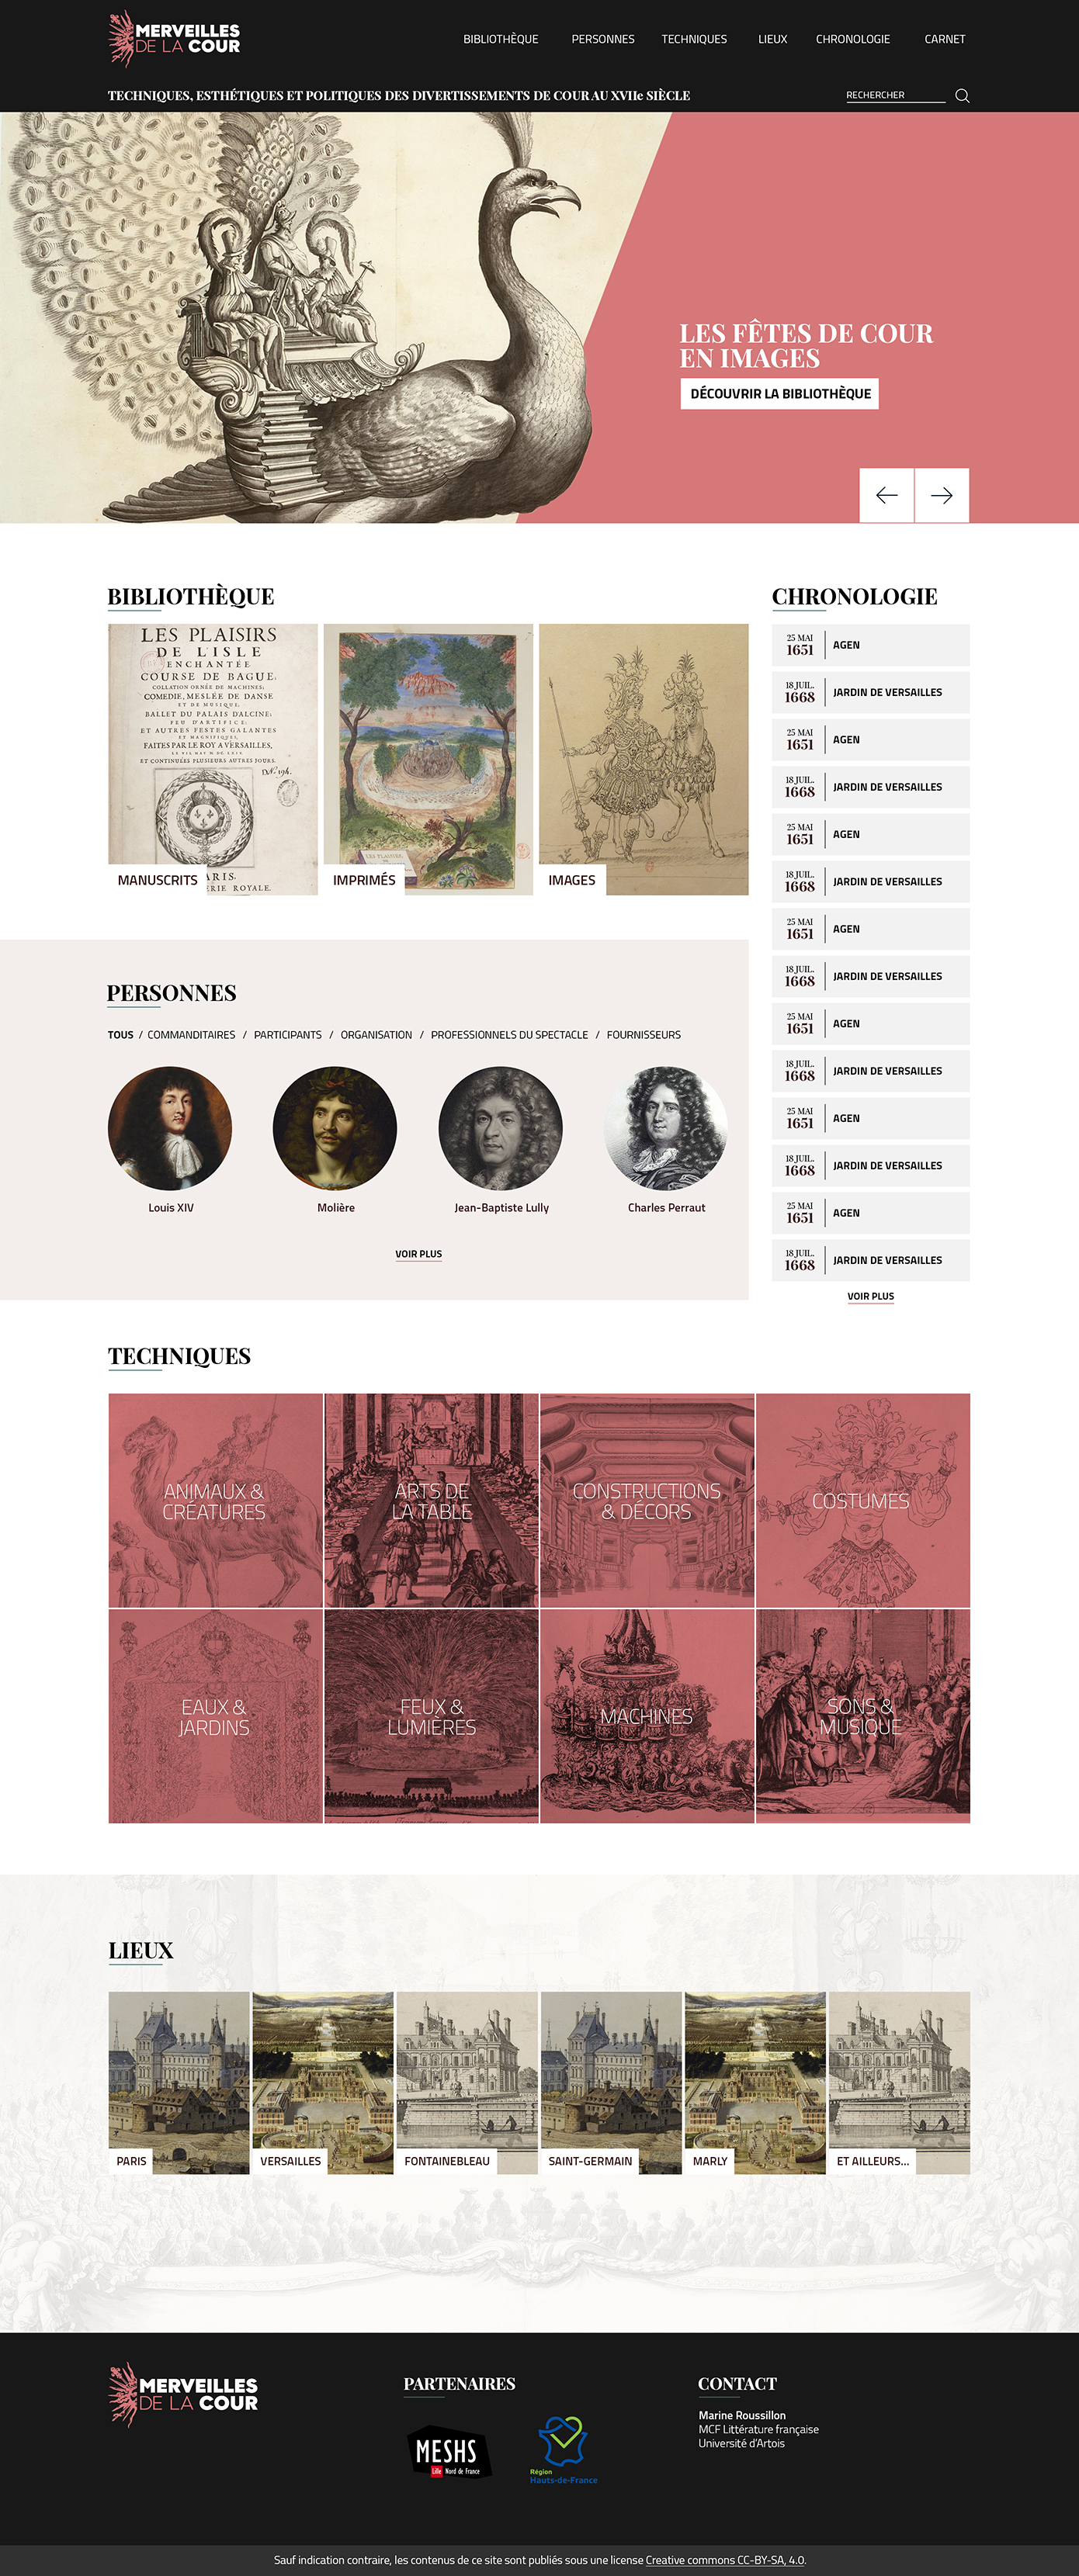 MERVEILLES
DE LA COUR
BIBLIOTHÈQUE PERSONNES TECHNIQUES LIEUX CHRONOLOGIE CARNET
TECHNIQUES, ESTHÉTIQUES ET POLITIQUES DES DIVERTISSEMENTS DE COUR AU XVIIe SIÈCLE
RECHERCHER
LES FÊTES DE COUR
EN IMAGES
DÉCOUVRIR LA BIBLIOTHÈQUE
BIBLIOTHÈQUE
LES PLAISIRS
DE L'ISLE
ENCHANTÉE
COURSE DE BAGUE;
COLLATION ORNÉE DE MACHINES;
COMEDIE, MESLÉE DE DANSE
ET DE MUSIQUE,
BALLET DU PALAIS D'ALCINE;
FEU D'ARTIFICE:
ET AUTRES FESTES GALANTES
ET MAGNIFIQUES,
FAITES PAR LE ROY A VERSAILLES,
ET CONTINUÉES PLUSIEURS AUTRES JOURS.
MANUSCRITS
ROYALE.
LES PLAISIRS
IMPRIMÉS
IMAGES
PERSONNES
TOUS / COMMANDITAIRES / PARTICIPANTS / ORGANISATION / PROFESSIONNELS DU SPECTACLE / FOURNISSEURS
Louis XIV
Molière
Jean-Baptiste Lully
Charles Perraut
VOIR PLUS
CHRONOLOGIE
25 MAI
1651
AGEN
18 JUIL.
1668
JARDIN DE VERSAILLES
25 MAI
1651
AGEN
18 JUIL.
1668
JARDIN DE VERSAILLES
25 MAI
1651
AGEN
18 JUIL.
1668
JARDIN DE VERSAILLES
25 MAI
1651
AGEN
18 JUIL.
1668
JARDIN DE VERSAILLES
25 MAI
1651
AGEN
18 JUIL.
1668
JARDIN DE VERSAILLES
25 MAI
1651
AGEN
18 JUIL.
1668
JARDIN DE VERSAILLES
25 MAI
1651
AGEN
18 JUIL.
1668
JARDIN DE VERSAILLES
VOIR PLUS
TECHNIQUES
ANIMAUX &
CRÉATURES
ARTS DE
LA TABLE
CONSTRUCTIONS
& DÉCORS
COSTUMES
EAUX &
JARDINS
FEUX &
LUMIÈRES
MACHINES
SONS &
MUSIQUE
LIEUX
PARIS
VERSAILLES
FONTAINEBLEAU
SAINT-GERMAIN
MARLY
ET AILLEURS...
MERVEILLES
DE LA COUR
PARTENAIRES
MESHS
Lille Nord de France
Région
Hauts-de-France
CONTACT
Marine Roussillon
MCF Littérature française
Université d'Artois
Sauf indication contraire, les contenus de ce site sont publiés sous une license Creative commons CC-BY-SA, 4.0.